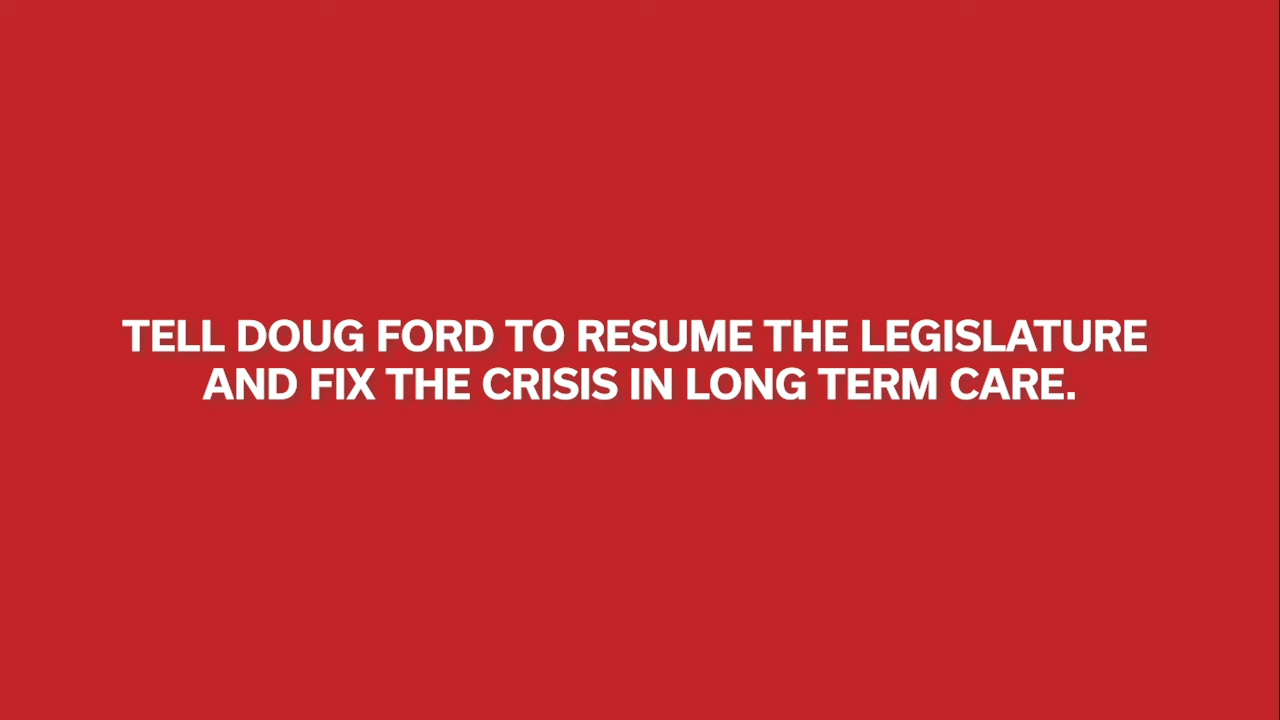 TELL DOUG FORD TO RESUME THE LEGISLATURE
AND FIX THE CRISIS IN LONG TERM CARE.